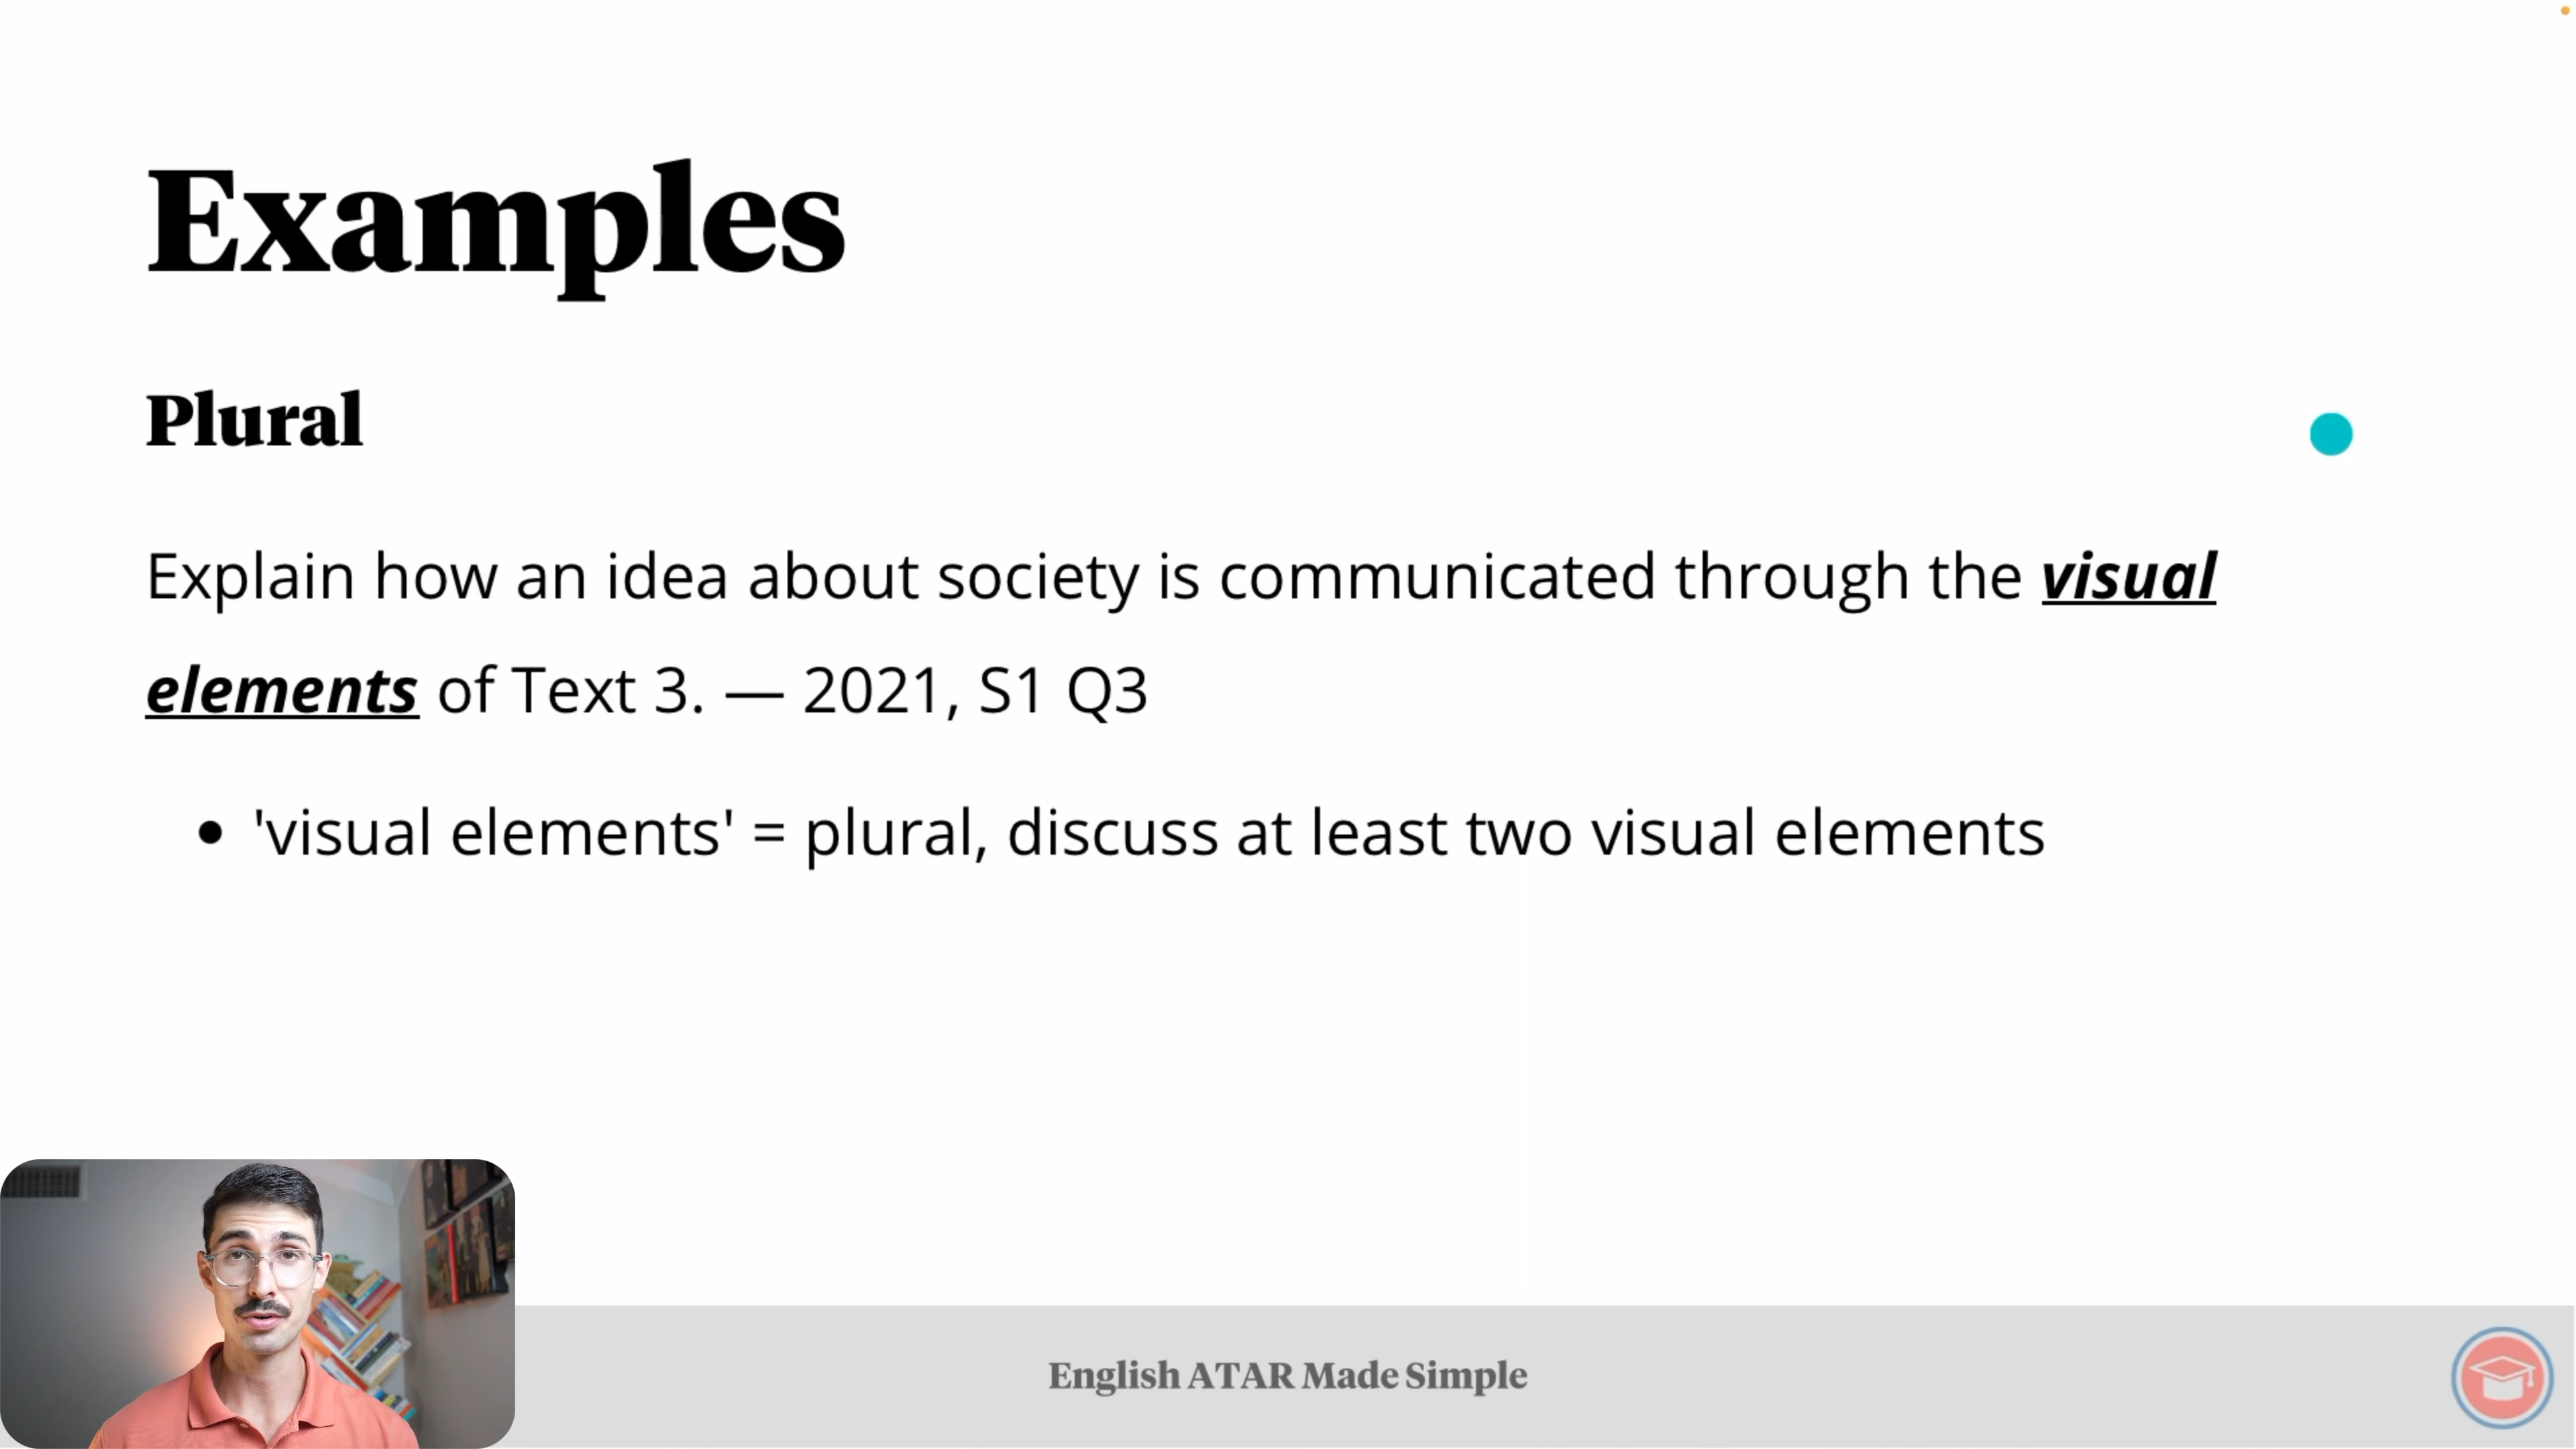 Examples
Plural
Explain how an idea about society is communicated through the visual
elements of Text 3. — 2021, S1 Q3
• 'visual elements' = plural, discuss at least two visual elements
English ATAR Made Simple